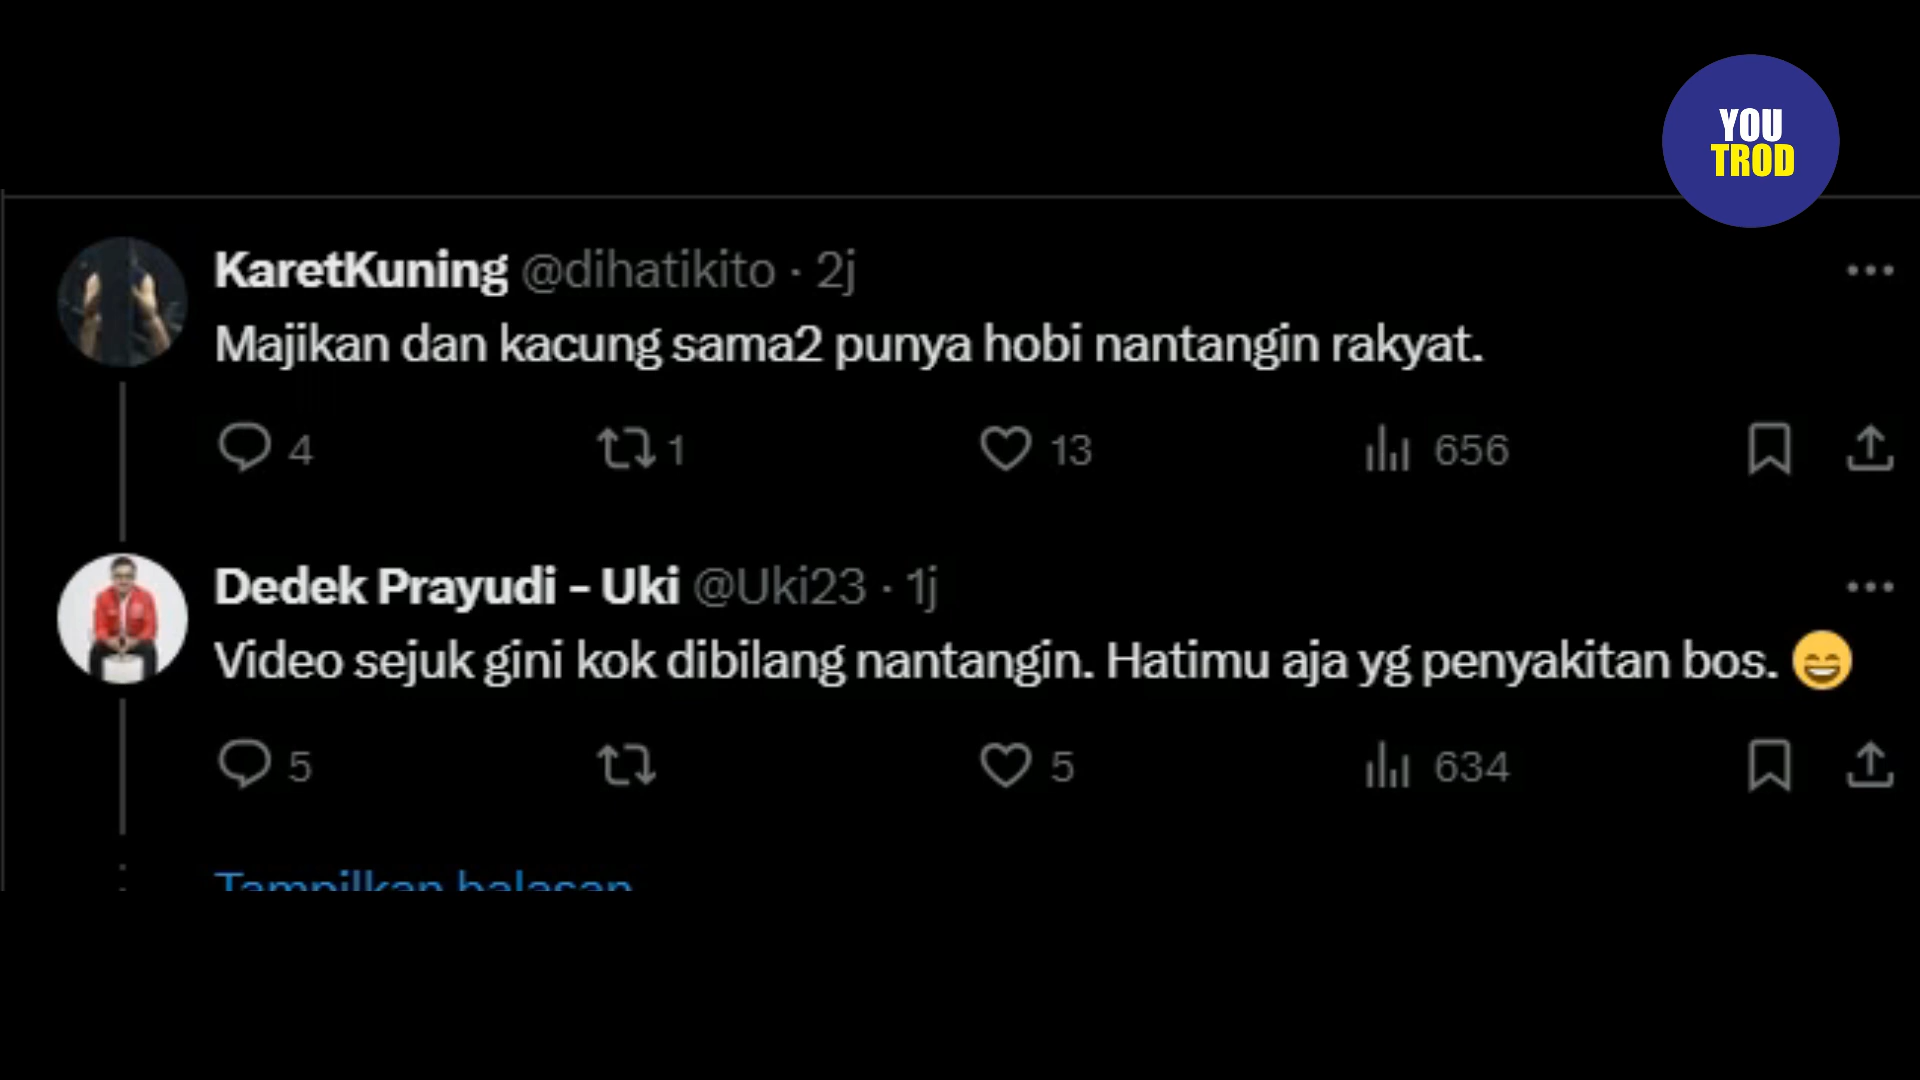 YOU
TROD
KaretKuning @dihatikito · 2j
Majikan dan kacung sama2 punya hobi nantangin rakyat.
4 1 13 656
Dedek Prayudi - Uki @Uki23 · 1j
Video sejuk gini kok dibilang nantangin. Hatimu aja yg penyakitan bos. 😄
5 5 634
Tampilkan balasan